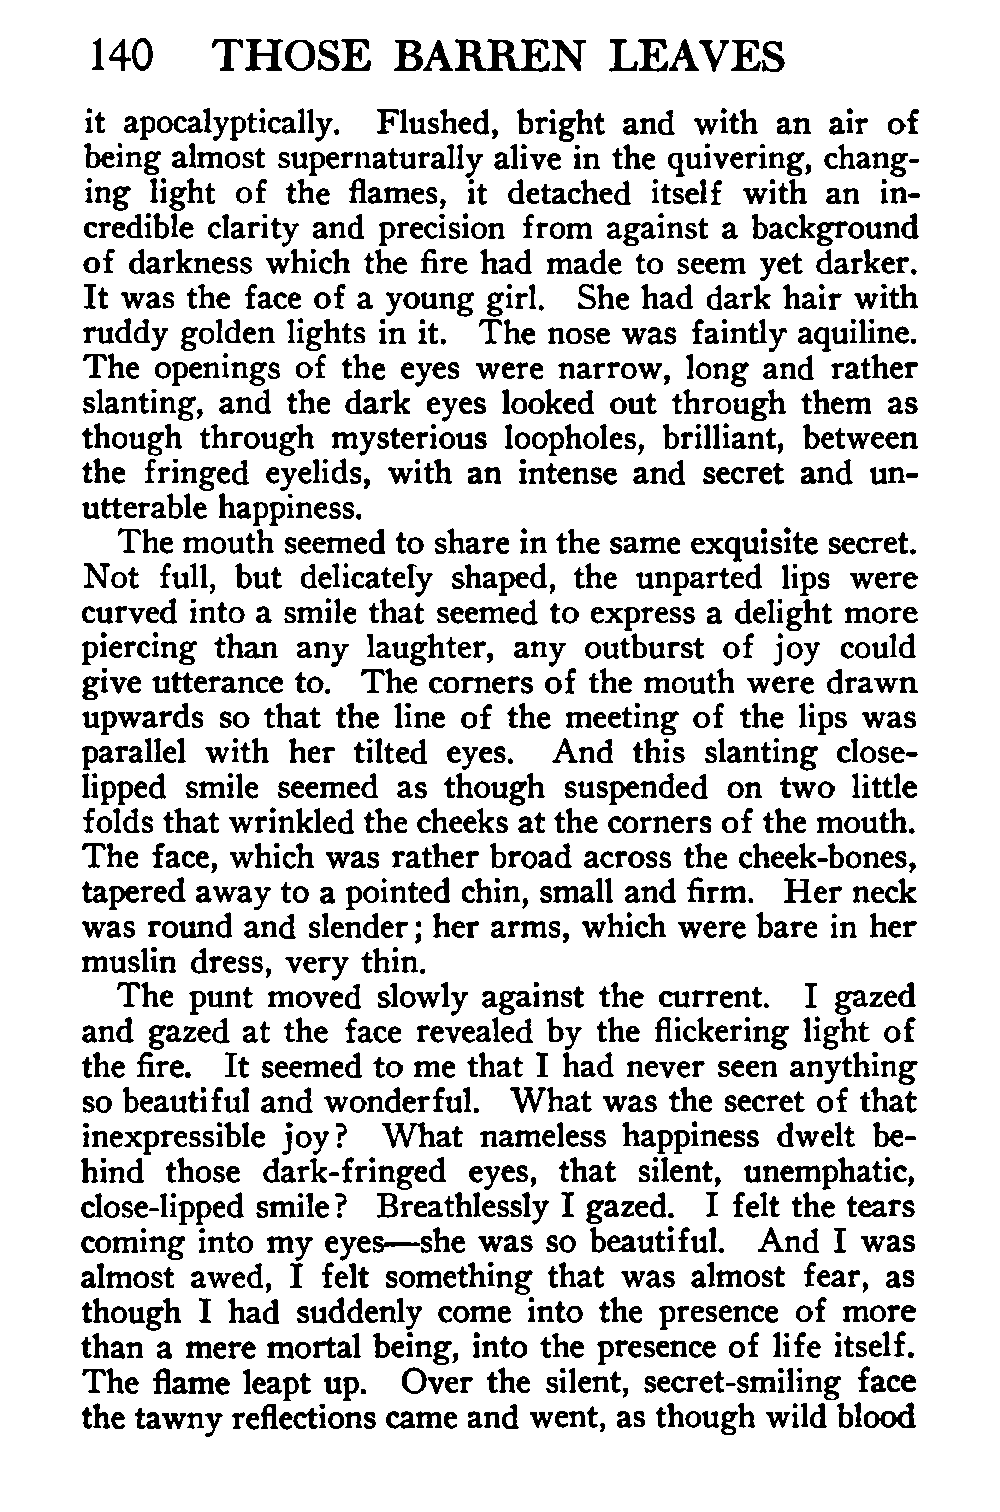 140 THOSE BARREN LEAVES
it apocalyptically. Flushed, bright and with an air of
being almost supernaturally alive in the quivering, chang-
ing light of the flames, it detached itself with an in-
credible clarity and precision from against a background
of darkness which the fire had made to seem yet darker.
It was the face of a young girl. She had dark hair with
ruddy golden lights in it. The nose was faintly aquiline.
The openings of the eyes were narrow, long and rather
slanting, and the dark eyes looked out through them as
though through mysterious loopholes, brilliant, between
the fringed eyelids, with an intense and secret and un-
utterable happiness.
The mouth seemed to share in the same exquisite secret.
Not full, but delicately shaped, the unparted lips were
curved into a smile that seemed to express a delight more
piercing than any laughter, any outburst of joy could
give utterance to. The corners of the mouth were drawn
upwards so that the line of the meeting of the lips was
parallel with her tilted eyes. And this slanting close-
lipped smile seemed as though suspended on two little
folds that wrinkled the cheeks at the corners of the mouth.
The face, which was rather broad across the cheek-bones,
tapered away to a pointed chin, small and firm. Her neck
was round and slender; her arms, which were bare in her
muslin dress, very thin.
The punt moved slowly against the current. I gazed
and gazed at the face revealed by the flickering light of
the fire. It seemed to me that I had never seen anything
so beautiful and wonderful. What was the secret of that
inexpressible joy? What nameless happiness dwelt be-
hind those dark-fringed eyes, that silent, unemphatic,
close-lipped smile? Breathlessly I gazed. I felt the tears
coming into my eyes—she was so beautiful. And I was
almost awed, I felt something that was almost fear, as
though I had suddenly come into the presence of more
than a mere mortal being, into the presence of life itself.
The flame leapt up. Over the silent, secret-smiling face
the tawny reflections came and went, as though wild blood